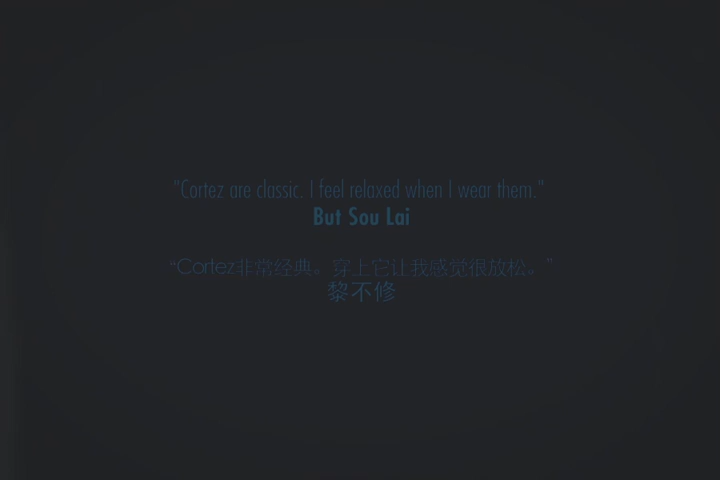 "Cortez are classic. I feel relaxed when I wear them."
But Sou Lai
“Cortez非常经典。穿上它让我感觉很放松。”
黎不修